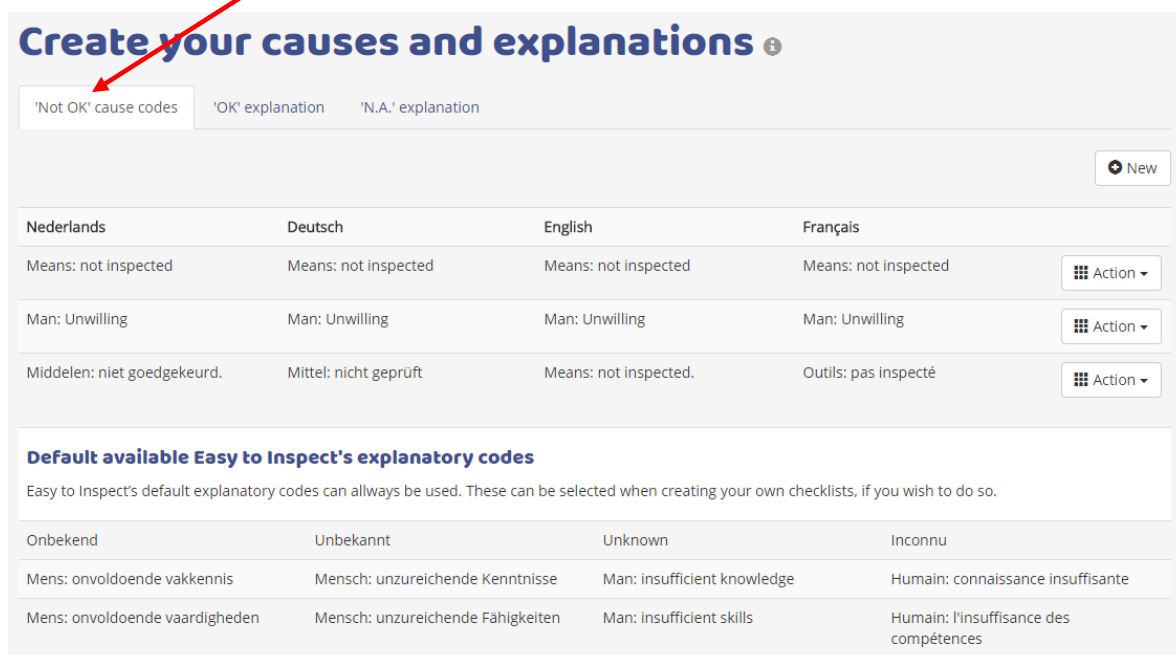 Create your causes and explanations
'Not OK' cause codes 'OK' explanation 'N.A.' explanation
New
Nederlands Deutsch English Français
Means: not inspected Means: not inspected Means: not inspected Means: not inspected Action
Man: Unwilling Man: Unwilling Man: Unwilling Man: Unwilling Action
Middelen: niet goedgekeurd. Mittel: nicht geprüft Means: not inspected. Outils: pas inspecté Action
Default available Easy to Inspect's explanatory codes
Easy to Inspect's default explanatory codes can allways be used. These can be selected when creating your own checklists, if you wish to do so.
Onbekend Unbekannt Unknown Inconnu
Mens: onvoldoende vakkennis Mensch: unzureichende Kenntnisse Man: insufficient knowledge Humain: connaissance insuffisante
Mens: onvoldoende vaardigheden Mensch: unzureichende Fähigkeiten Man: insufficient skills Humain: l'insuffisance des
compétences